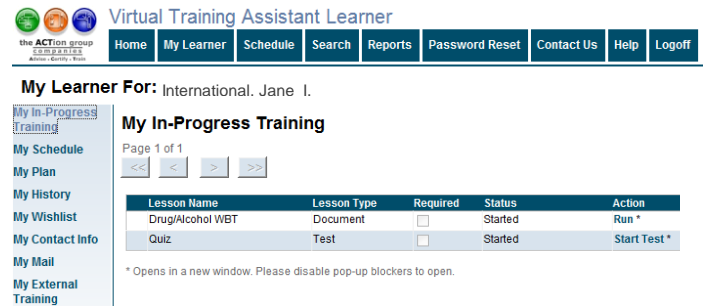 Virtual Training Assistant Learner
the ACTion group
companies
Advise - Certify - Train
Home My Learner Schedule Search Reports Password Reset Contact Us Help Logoff
My Learner For: International. Jane I.
My In-Progress
Training
My Schedule
My Plan
My History
My Wishlist
My Contact Info
My Mail
My External
Training
My In-Progress Training
Page 1 of 1
<< < > >>
Lesson Name Lesson Type Required Status Action
Drug/Alcohol WBT Document Started Run *
Quiz Test Started Start Test *
* Opens in a new window. Please disable pop-up blockers to open.